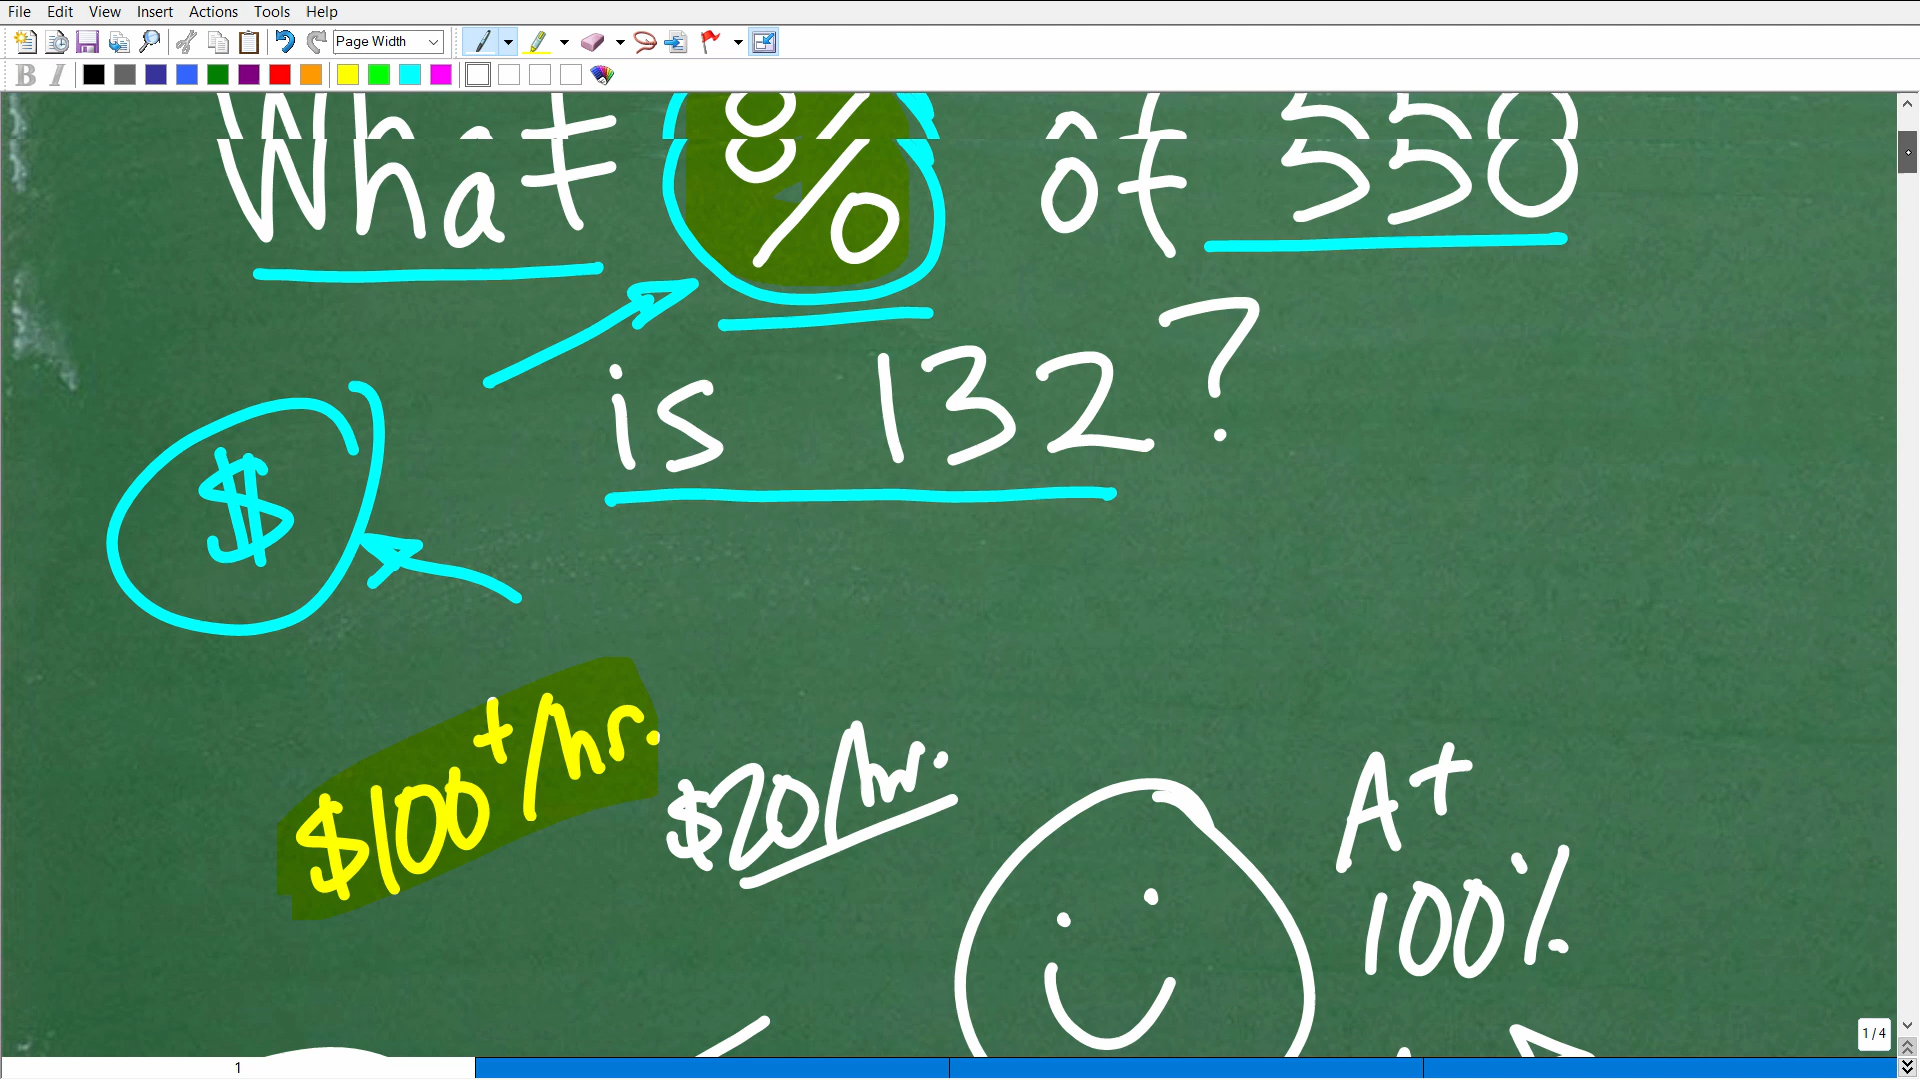 File Edit View Insert Actions Tools Help
Page Width
B I
What % of 550
is 132?
$
$100+/hr.
$20/hr.
A+
100%
1 / 4
1